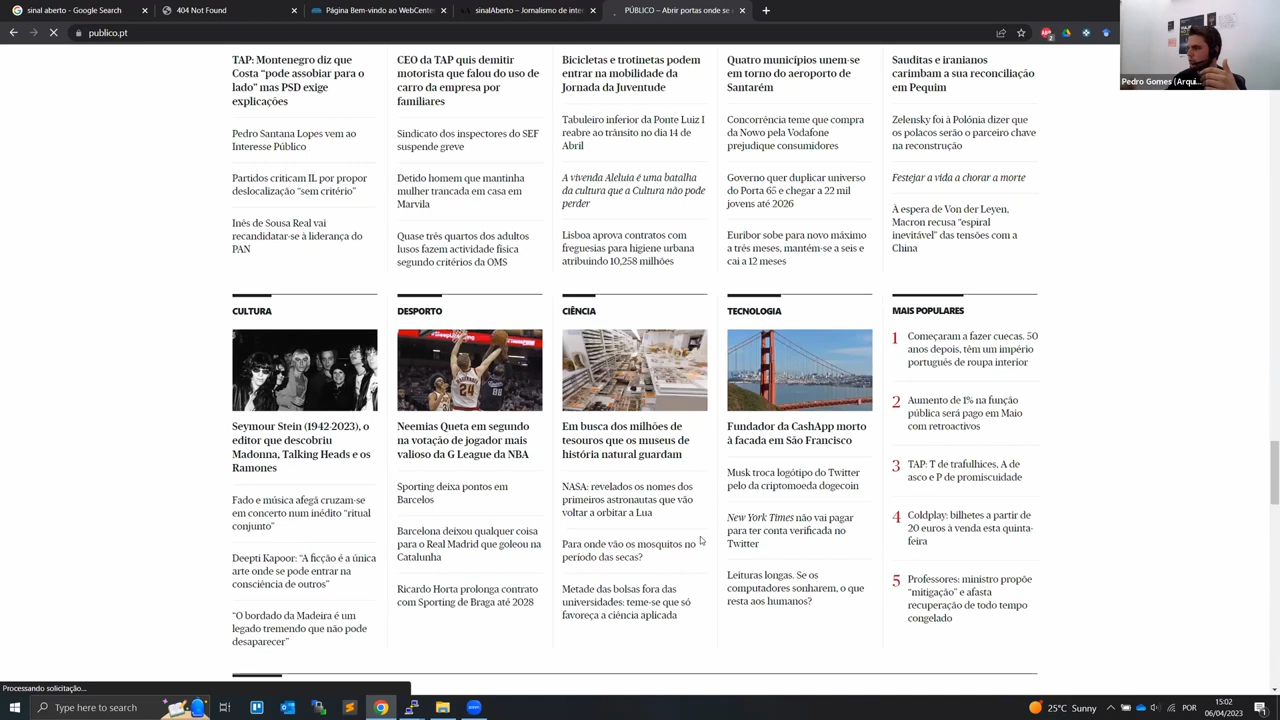 sinal aberto - Google Search
404 Not Found
Página Bem-vindo ao WebCenter
sinalAberto – Jornalismo de inter
PÚBLICO – Abrir portas onde se
publico.pt
Pedro Gomes (Arqui...
TAP: Montenegro diz que
Costa “pode assobiar para o
lado” mas PSD exige
explicações
Pedro Santana Lopes vem ao
Interesse Público
Partidos criticam IL por propor
deslocalização “sem critério”
Inês de Sousa Real vai
recandidatar-se à liderança do
PAN
CEO da TAP quis demitir
motorista que falou do uso de
carro da empresa por
familiares
Sindicato dos inspectores do SEF
suspende greve
Detido homem que mantinha
mulher trancada em casa em
Marvila
Quase três quartos dos adultos
lusos fazem actividade física
segundo critérios da OMS
Bicicletas e trotinetas podem
entrar na mobilidade da
Jornada da Juventude
Tabuleiro inferior da Ponte Luiz I
reabre ao trânsito no dia 14 de
Abril
A vivenda Aleluia é uma batalha
da cultura que a Cultura não pode
perder
Lisboa aprova contratos com
freguesias para higiene urbana
atribuindo 10,258 milhões
Quatro municípios unem-se
em torno do aeroporto de
Santarém
Concorrência teme que compra
da Nowo pela Vodafone
prejudique consumidores
Governo quer duplicar universo
do Porta 65 e chegar a 22 mil
jovens até 2026
Euribor sobe para novo máximo
a três meses, mantém-se a seis e
cai a 12 meses
Sauditas e iranianos
carimbam a sua reconciliação
em Pequim
Zelensky foi à Polónia dizer que
os polacos serão o parceiro chave
na reconstrução
Festejar a vida a chorar a morte
À espera de Von der Leyen,
Macron recusa “espiral
inevitável” das tensões com a
China
CULTURA
Seymour Stein (1942-2023), o
editor que descobriu
Madonna, Talking Heads e os
Ramones
Fado e música afegã cruzam-se
em concerto num inédito “ritual
conjunto”
Deepti Kapoor: “A ficção é a única
arte onde se pode entrar na
consciência de outros”
“O bordado da Madeira é um
legado tremendo que não pode
desaparecer”
DESPORTO
24
Neemias Queta em segundo
na votação de jogador mais
valioso da G League da NBA
Sporting deixa pontos em
Barcelos
Barcelona deixou qualquer coisa
para o Real Madrid que goleou na
Catalunha
Ricardo Horta prolonga contrato
com Sporting de Braga até 2028
CIÊNCIA
Em busca dos milhões de
tesouros que os museus de
história natural guardam
NASA: revelados os nomes dos
primeiros astronautas que vão
voltar a orbitar a Lua
Para onde vão os mosquitos no
período das secas?
Metade das bolsas fora das
universidades: teme-se que só
favoreça a ciência aplicada
TECNOLOGIA
Fundador da CashApp morto
à facada em São Francisco
Musk troca logótipo do Twitter
pelo da criptomoeda dogecoin
New York Times não vai pagar
para ter conta verificada no
Twitter
Leituras longas. Se os
computadores sonharem, o que
resta aos humanos?
MAIS POPULARES
1 Começaram a fazer cuecas. 50
anos depois, têm um império
português de roupa interior
2 Aumento de 1% na função
pública será pago em Maio
com retroactivos
3 TAP: T de trafulhices, A de
asco e P de promiscuidade
4 Coldplay: bilhetes a partir de
20 euros à venda esta quinta-
feira
5 Professores: ministro propõe
“mitigação” e afasta
recuperação de todo tempo
congelado
Processando solicitação...
Type here to search
25°C Sunny
POR
15:02
06/04/2023